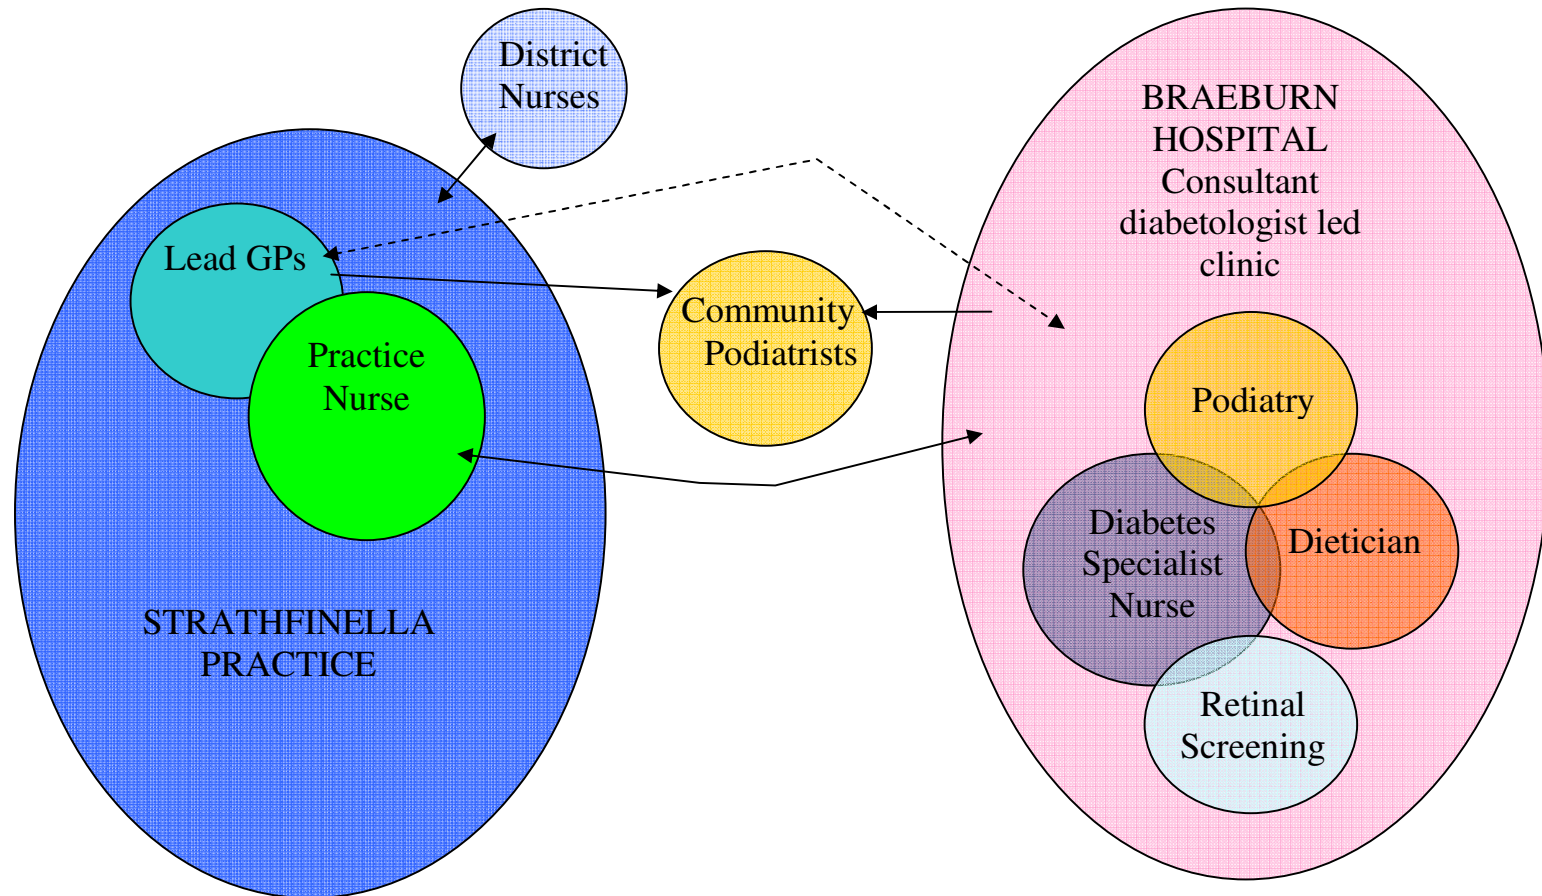 District
Nurses
Lead GPs
Practice
Nurse
STRATHFINELLA
PRACTICE
Community
Podiatrists
BRAEBURN
HOSPITAL
Consultant
diabetologist led
clinic
Podiatry
Diabetes
Specialist
Nurse
Dietician
Retinal
Screening